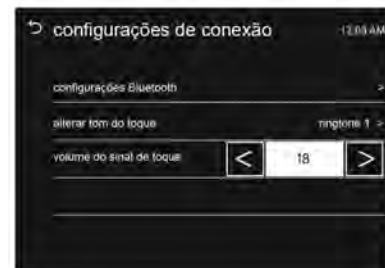 configurações de conexão 12:05 AM
configurações Bluetooth >
alterar tom do toque ringtone 1 >
volume do sinal de toque < 18 >